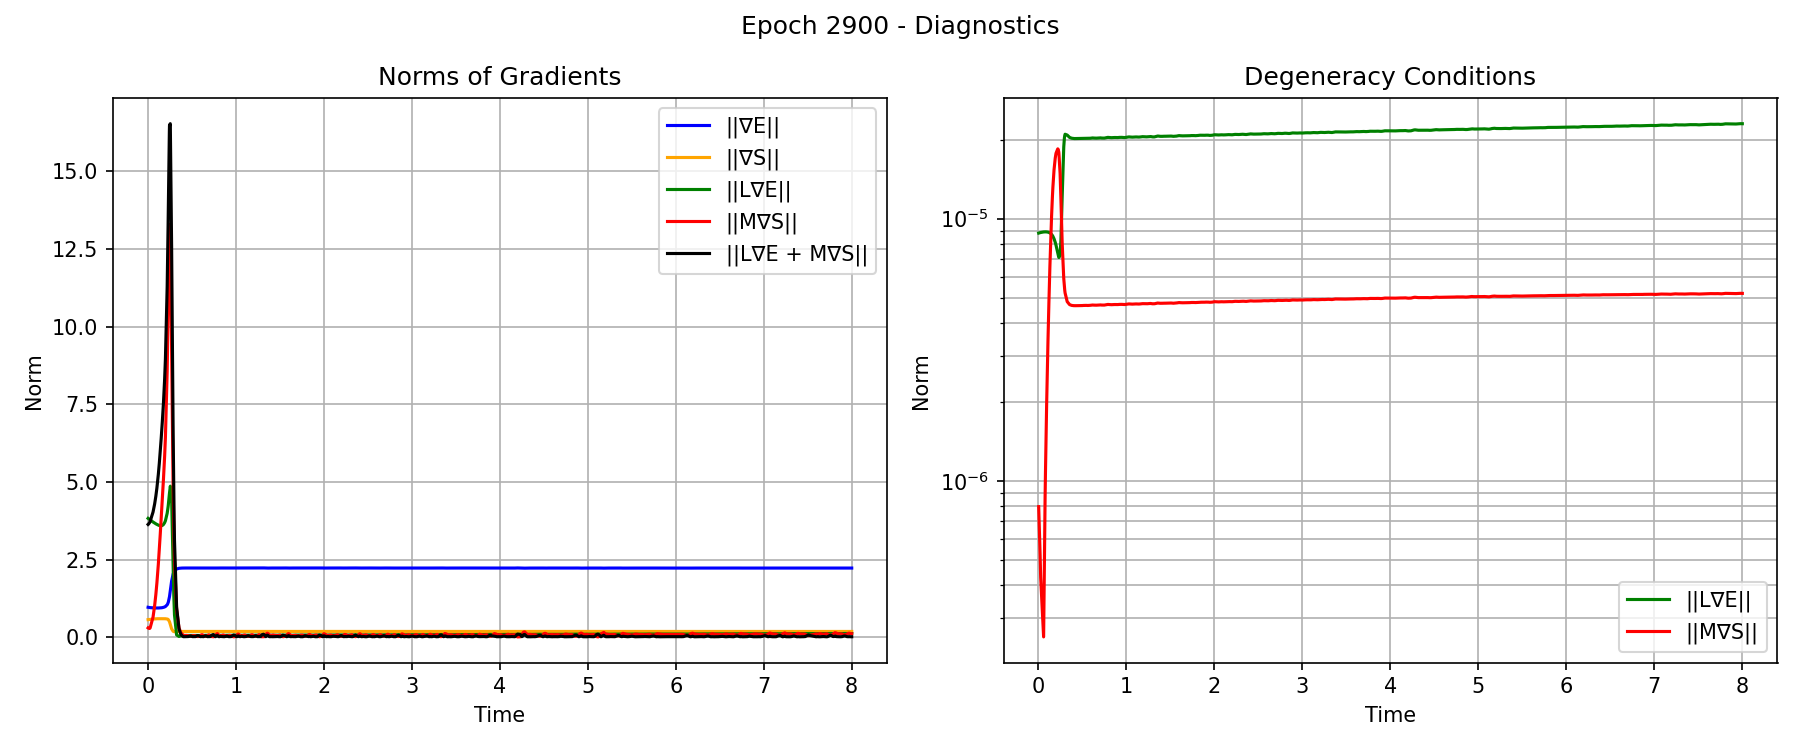 Epoch 2900 - Diagnostics
Norms of Gradients
Norm
15.0
12.5
10.0
7.5
5.0
2.5
0.0
0 1 2 3 4 5 6 7 8
Time
||∇E||
||∇S||
||L∇E||
||M∇S||
||L∇E + M∇S||
Degeneracy Conditions
Norm
10⁻⁵
10⁻⁶
0 1 2 3 4 5 6 7 8
Time
||L∇E||
||M∇S||